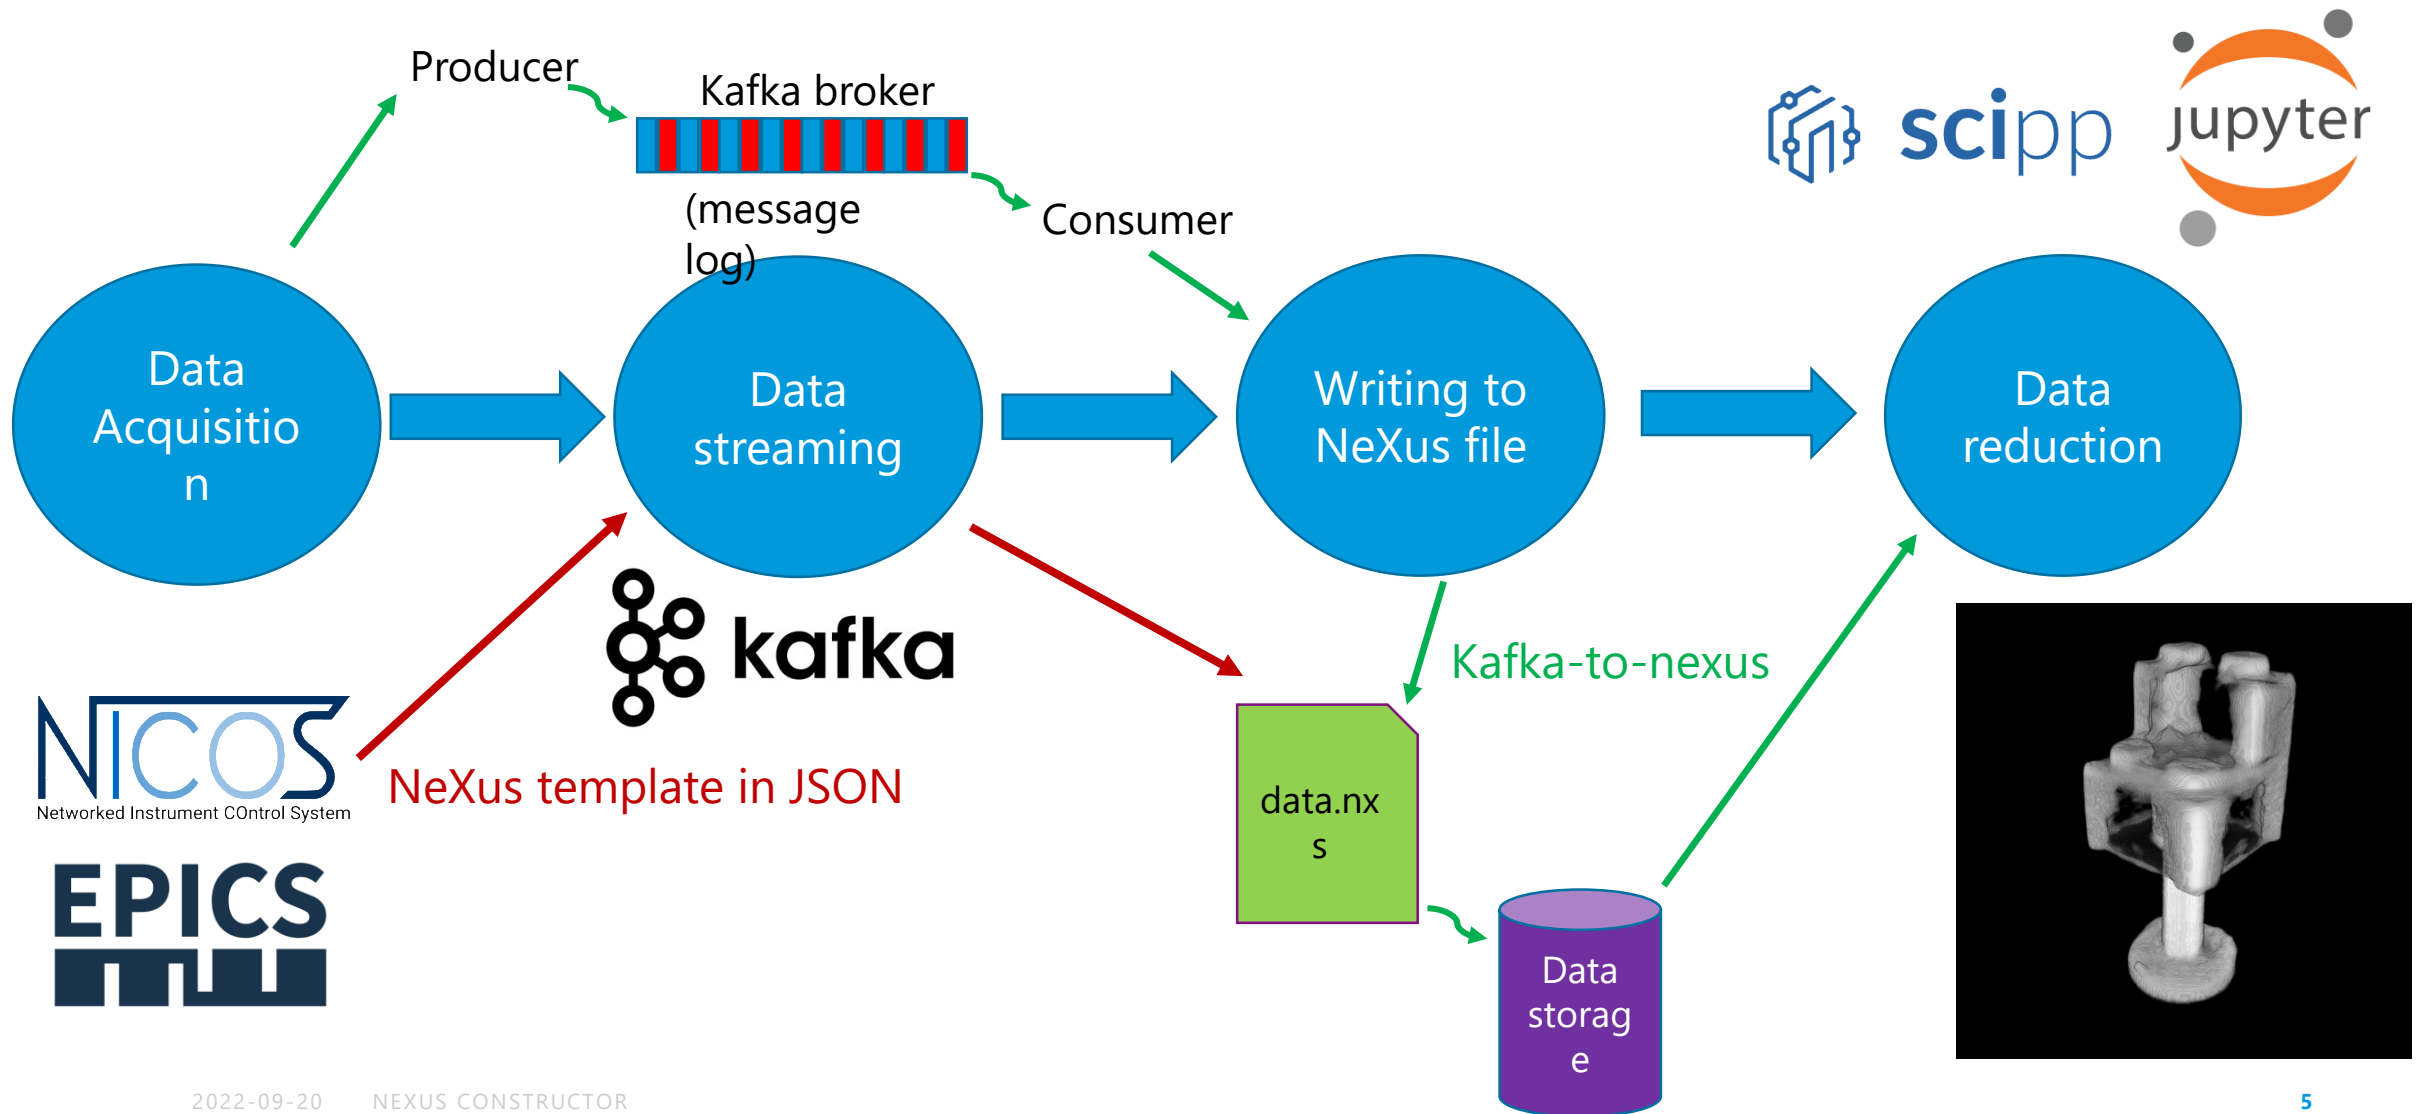 Producer
Kafka broker
(message
log)
Consumer
scipp
jupyter
Data
Acquisitio
n
Data
streaming
Writing to
NeXus file
Data
reduction
kafka
Kafka-to-nexus
NICOS
Networked Instrument COntrol System
NeXus template in JSON
data.nx
s
EPICS
Data
storag
e
2022-09-20 NEXUS CONSTRUCTOR
5